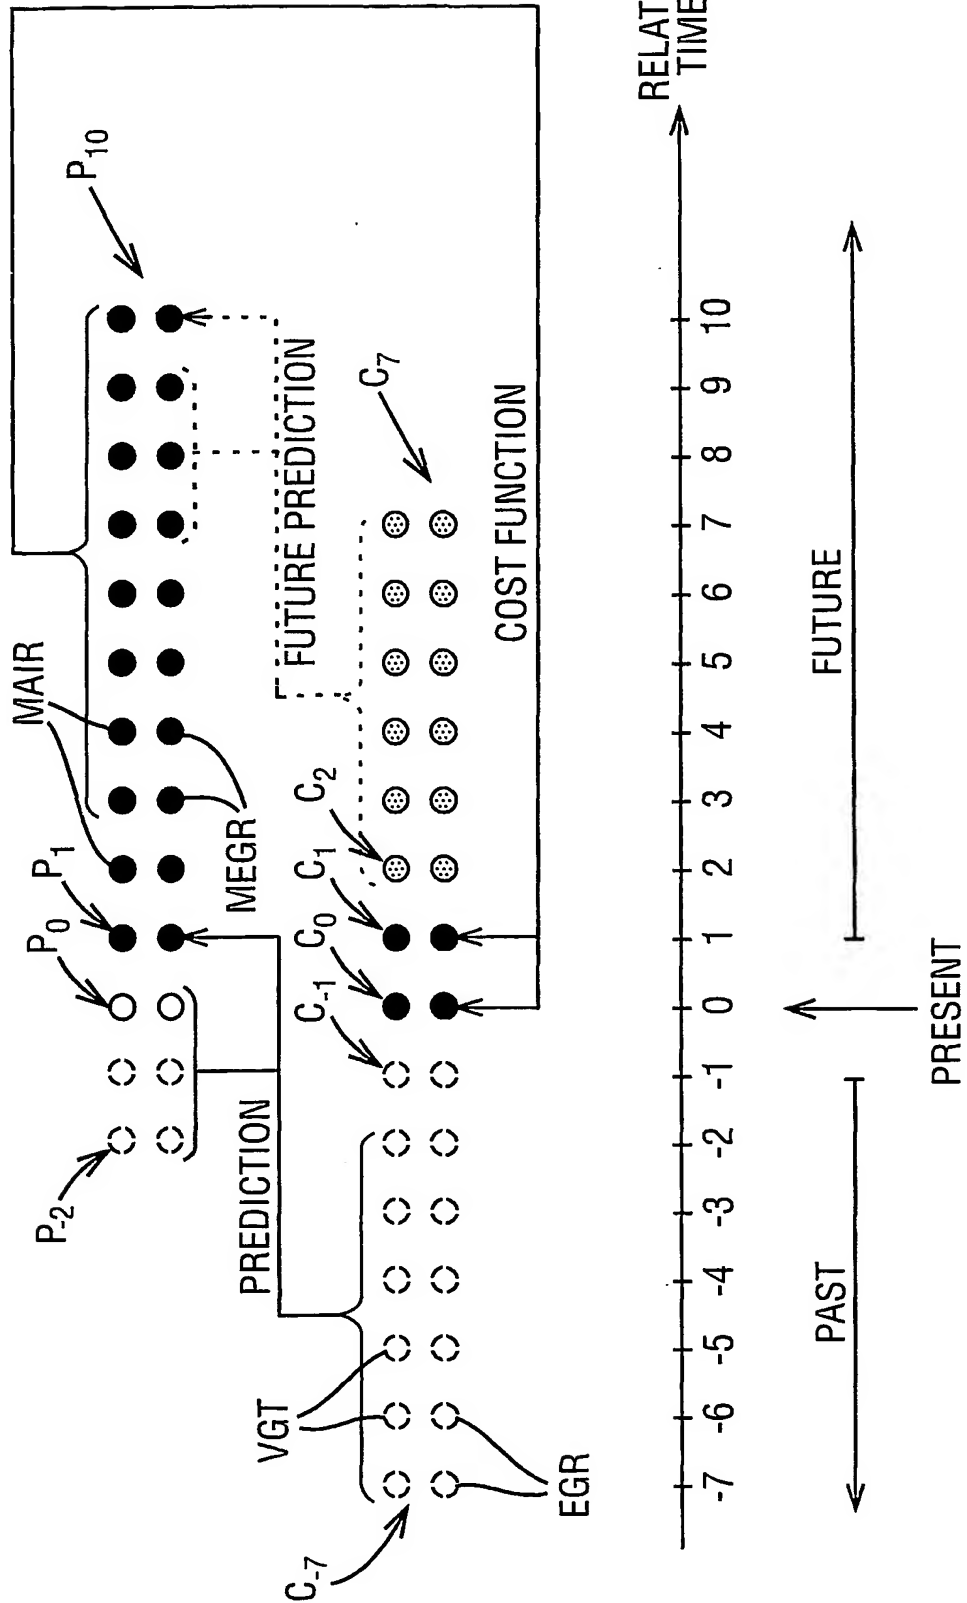 P10
MAIR
P1
P0
P-2
MEGR
FUTURE PREDICTION
PREDICTION
C7
C2
C1
C0
C-1
VGT
EGR
C-7
COST FUNCTION
-7 -6 -5 -4 -3 -2 -1 0 1 2 3 4 5 6 7 8 9 10
PAST
FUTURE
PRESENT